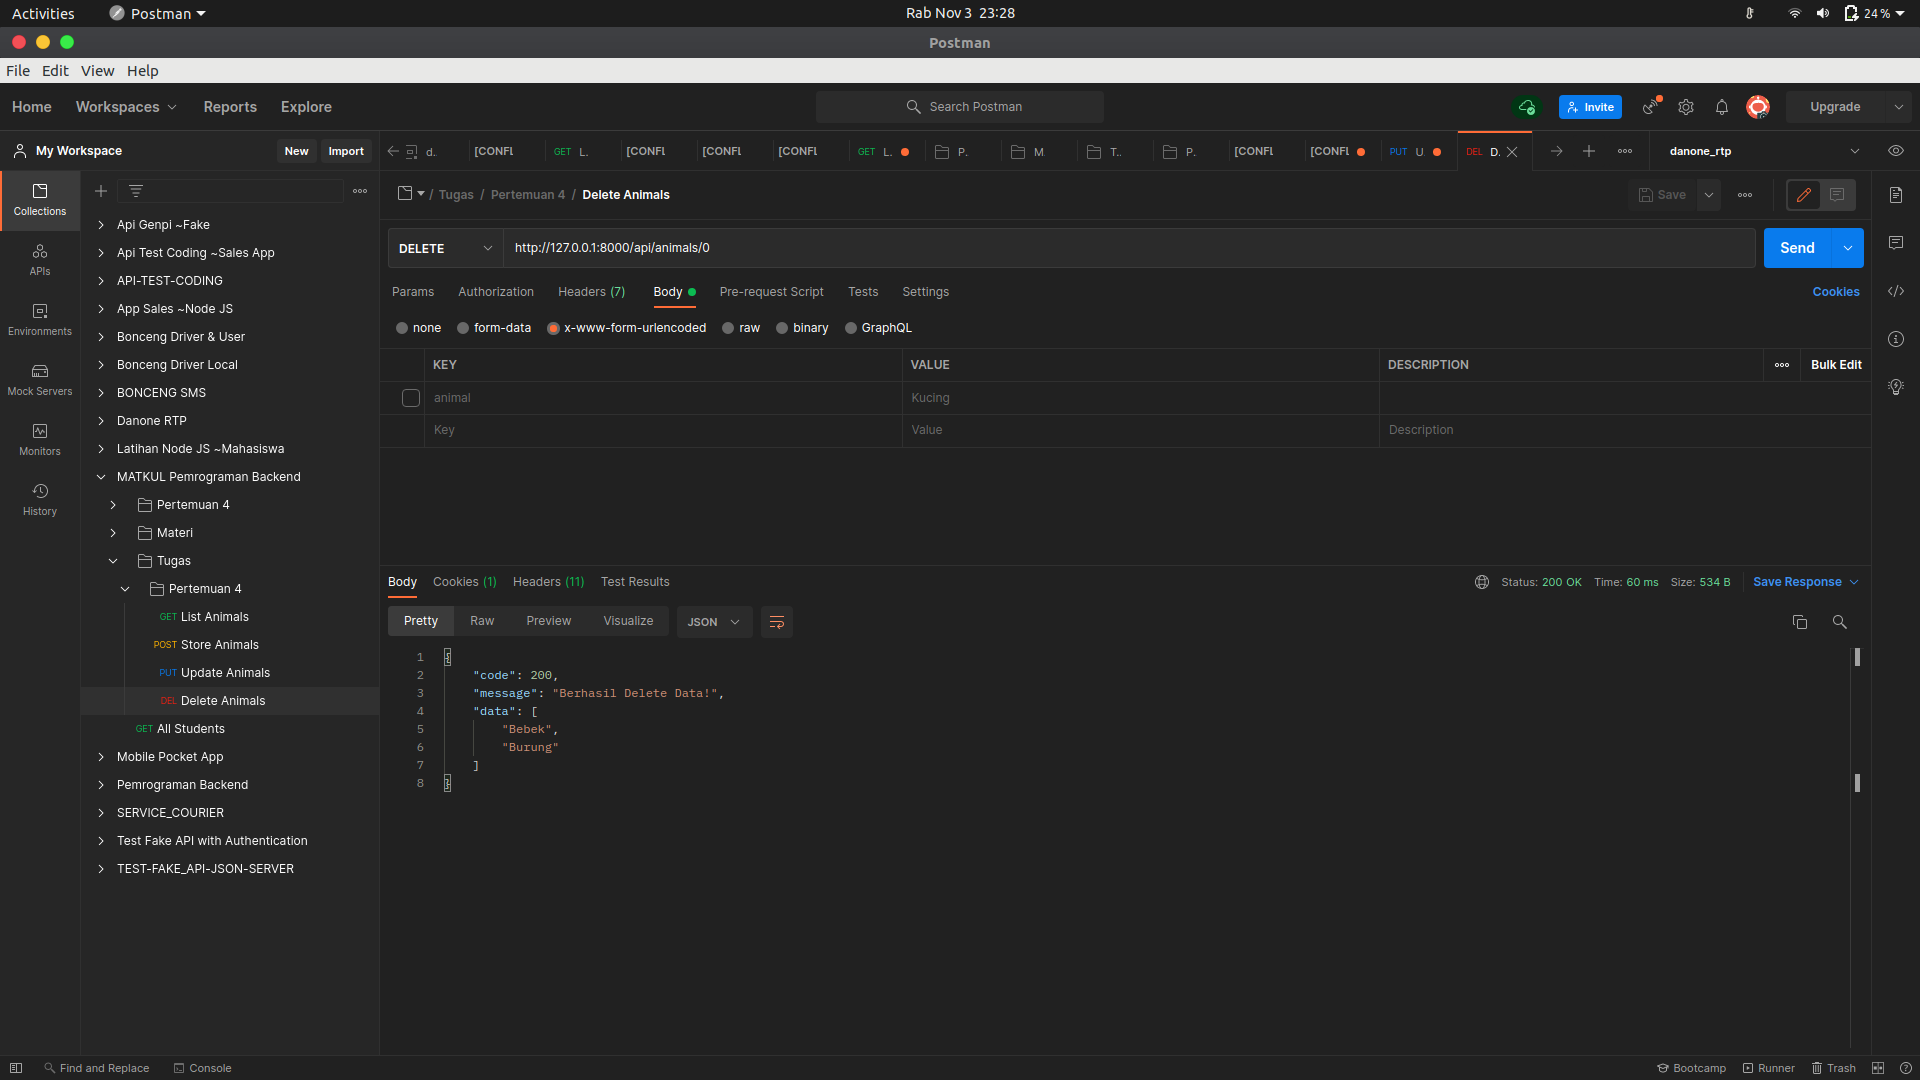 Activities
Postman
Rab Nov 3 23:28
24 %
Postman
File Edit View Help
Home Workspaces Reports Explore
Search Postman
Invite
Upgrade
My Workspace
New
Import
d.
[CONFL
GET L.
[CONFL
[CONFL
[CONFL
GET L.
P.
M
T..
P.
[CONFL
[CONFL
PUT U
DEL D.
danone_rtp
Collections
APIs
Environments
Mock Servers
Monitors
History
Api Genpi ~Fake
Api Test Coding ~Sales App
API-TEST-CODING
App Sales ~Node JS
Bonceng Driver & User
Bonceng Driver Local
BONCENG SMS
Danone RTP
Latihan Node JS ~Mahasiswa
MATKUL Pemrograman Backend
Pertemuan 4
Materi
Tugas
Pertemuan 4
GET List Animals
POST Store Animals
PUT Update Animals
DEL Delete Animals
GET All Students
Mobile Pocket App
Pemrograman Backend
SERVICE_COURIER
Test Fake API with Authentication
TEST-FAKE_API-JSON-SERVER
/ Tugas / Pertemuan 4 / Delete Animals
Save
DELETE
http://127.0.0.1:8000/api/animals/0
Send
Params Authorization Headers (7) Body Pre-request Script Tests Settings
Cookies
none form-data x-www-form-urlencoded raw binary GraphQL
KEY VALUE DESCRIPTION
Bulk Edit
animal Kucing
Key Value Description
Body Cookies (1) Headers (11) Test Results
Status: 200 OK Time: 60 ms Size: 534 B
Save Response
Pretty Raw Preview Visualize
JSON
1 {
2 "code": 200,
3 "message": "Berhasil Delete Data!",
4 "data": [
5 "Bebek",
6 "Burung"
7 ]
8 }
Find and Replace
Console
Bootcamp
Runner
Trash